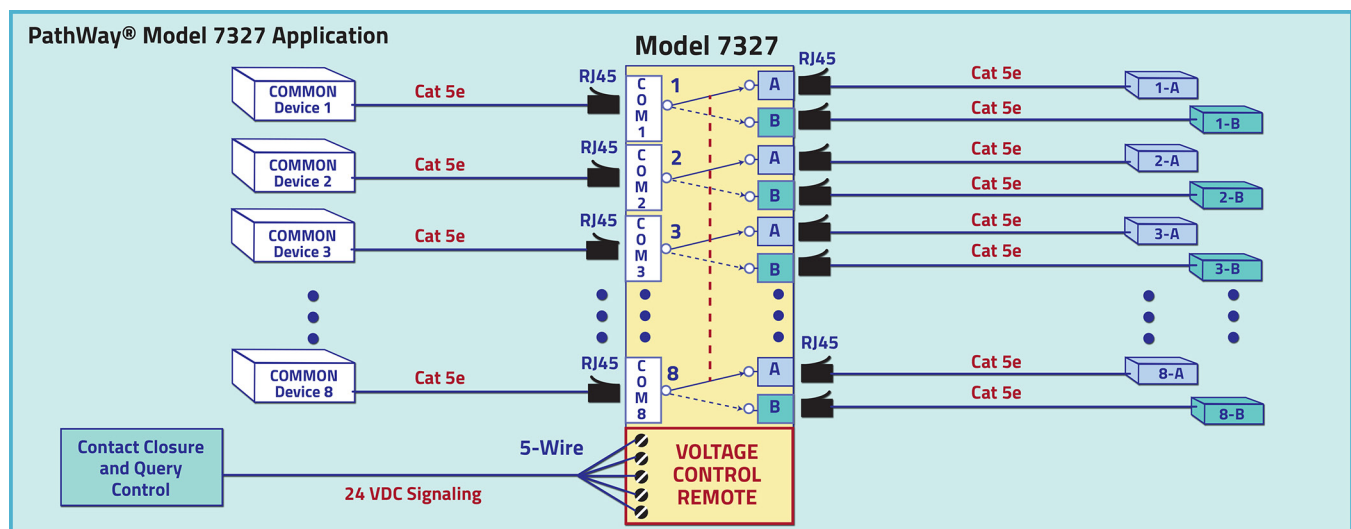 PathWay® Model 7327 Application
Model 7327
COMMON
Device 1
Cat 5e
RJ45
COM1
1
A
B
RJ45
Cat 5e
1-A
Cat 5e
1-B
COMMON
Device 2
Cat 5e
RJ45
COM2
2
A
B
Cat 5e
2-A
Cat 5e
2-B
COMMON
Device 3
Cat 5e
RJ45
COM3
3
A
B
Cat 5e
3-A
Cat 5e
3-B
COMMON
Device 8
Cat 5e
RJ45
COM8
8
A
B
RJ45
Cat 5e
8-A
Cat 5e
8-B
Contact Closure
and Query
Control
24 VDC Signaling
5-Wire
VOLTAGE
CONTROL
REMOTE